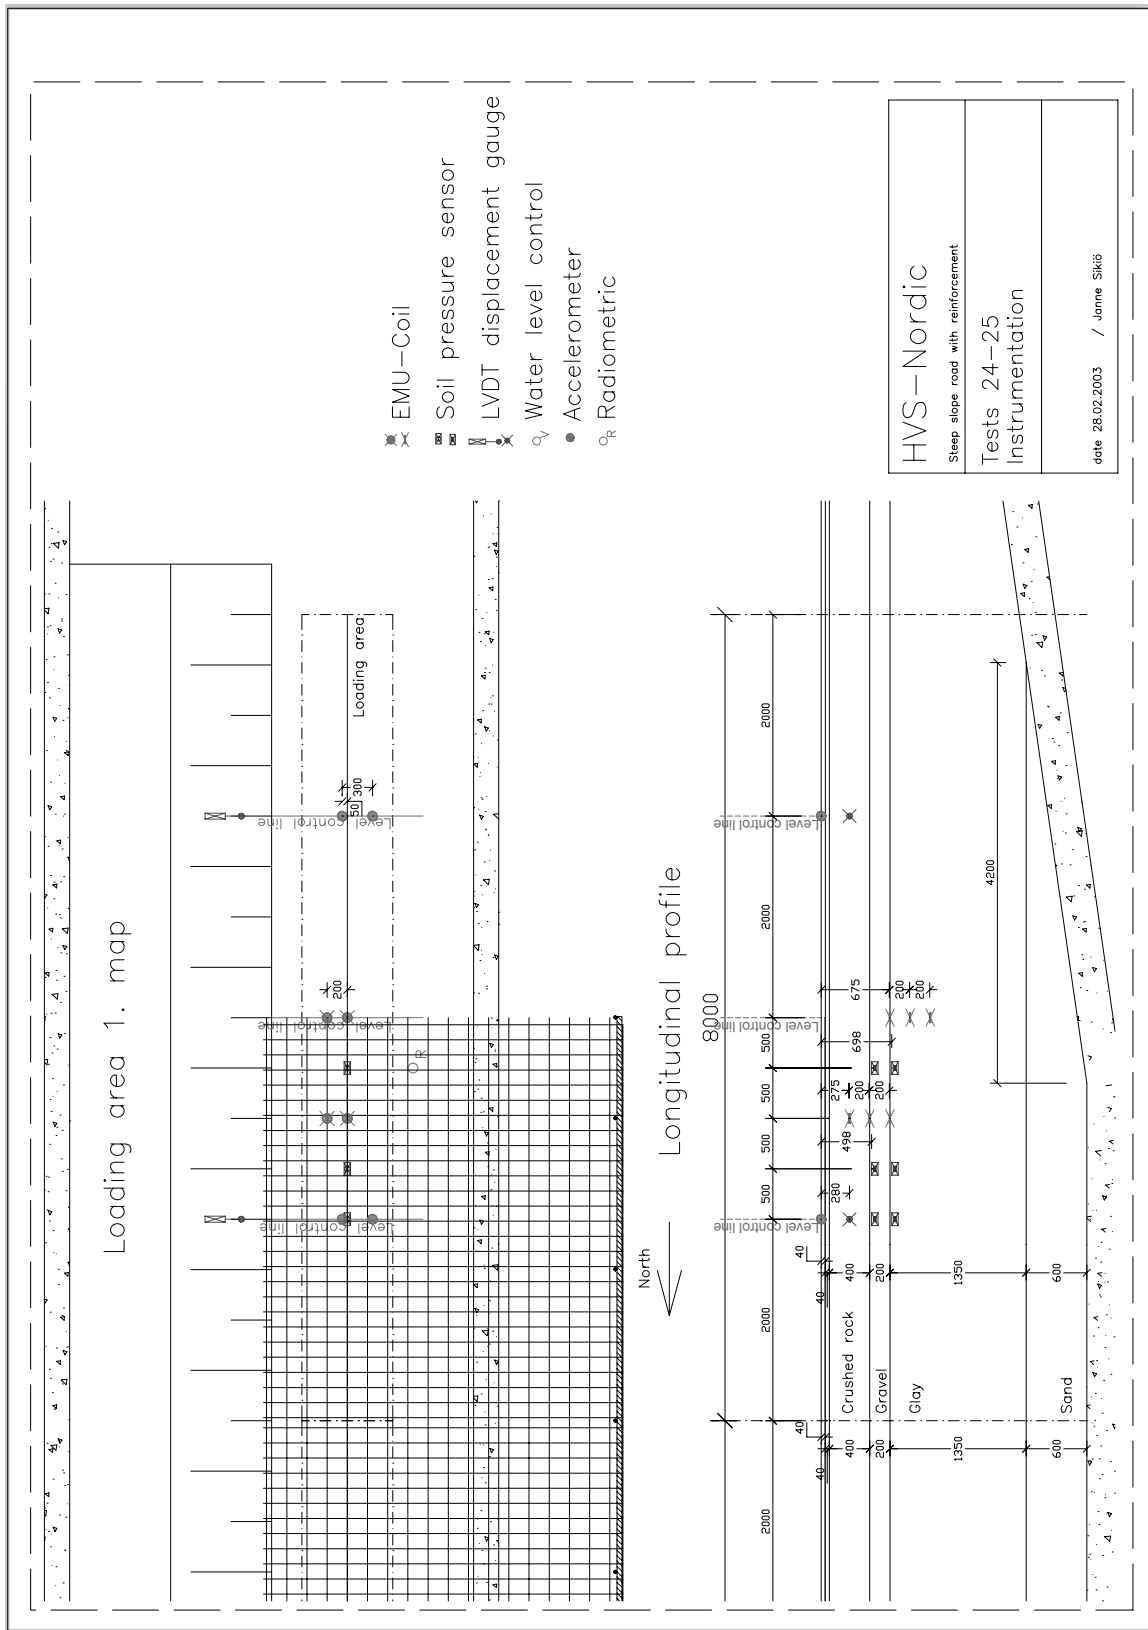 Loading area 1. map
Loading area
300
50
200
Level control line
Level control line
Level control line
R
EMU-Coil
Soil pressure sensor
LVDT displacement gauge
V Water level control
Accelerometer
R Radiometric
Longitudinal profile
North
8000
2000
2000
500
500
500
500
2000
2000
Level control line
Level control line
Level control line
675
200
200
698
275
200
200
498
280
4200
40
40
400
200
1350
600
Crushed rock
Gravel
Glay
Sand
40
40
400
200
1350
600
HVS-Nordic
Steep slope road with reinforcement
Tests 24-25
Instrumentation
date 28.02.2003 / Janne Sikiö